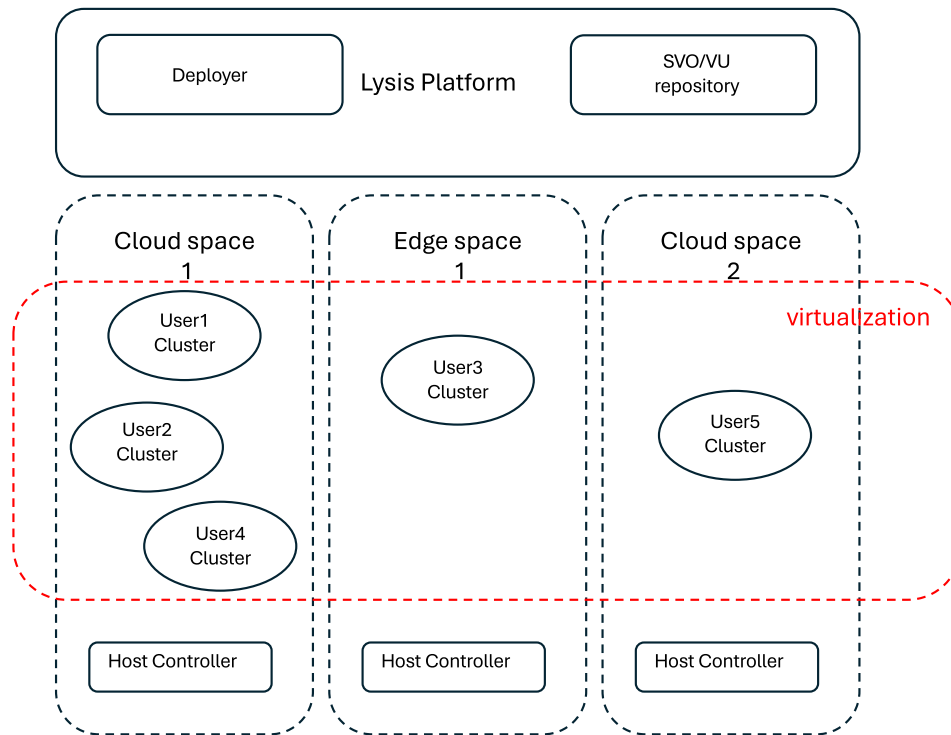 Deployer
Lysis Platform
SVO/VU
repository
Cloud space
1
Edge space
1
Cloud space
2
virtualization
User1
Cluster
User3
Cluster
User2
Cluster
User5
Cluster
User4
Cluster
Host Controller
Host Controller
Host Controller